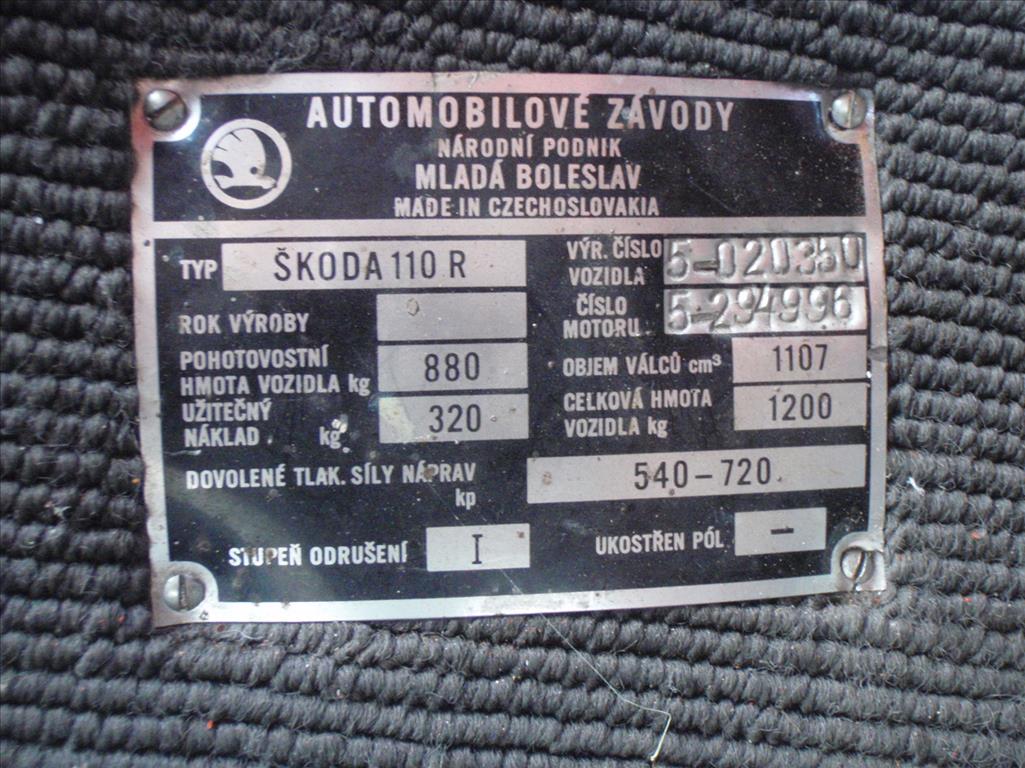 AUTOMOBILOVÉ ZÁVODY
NÁRODNÍ PODNIK
MLADÁ BOLESLAV
MADE IN CZECHOSLOVAKIA
TYP ŠKODA 110 R
VÝR. ČÍSLO VOZIDLA 5-020350
ČÍSLO MOTORU 5-294996
ROK VÝROBY
POHOTOVOSTNÍ
HMOTA VOZIDLA kg 880
OBJEM VÁLCŮ cm³ 1107
UŽITEČNÝ
NÁKLAD kg 320
CELKOVÁ HMOTA
VOZIDLA kg 1200
DOVOLENÉ TLAK. SÍLY NÁPRAV
kp 540-720
STUPEŇ ODRUŠENÍ I
UKOSTŘEN PÓL –